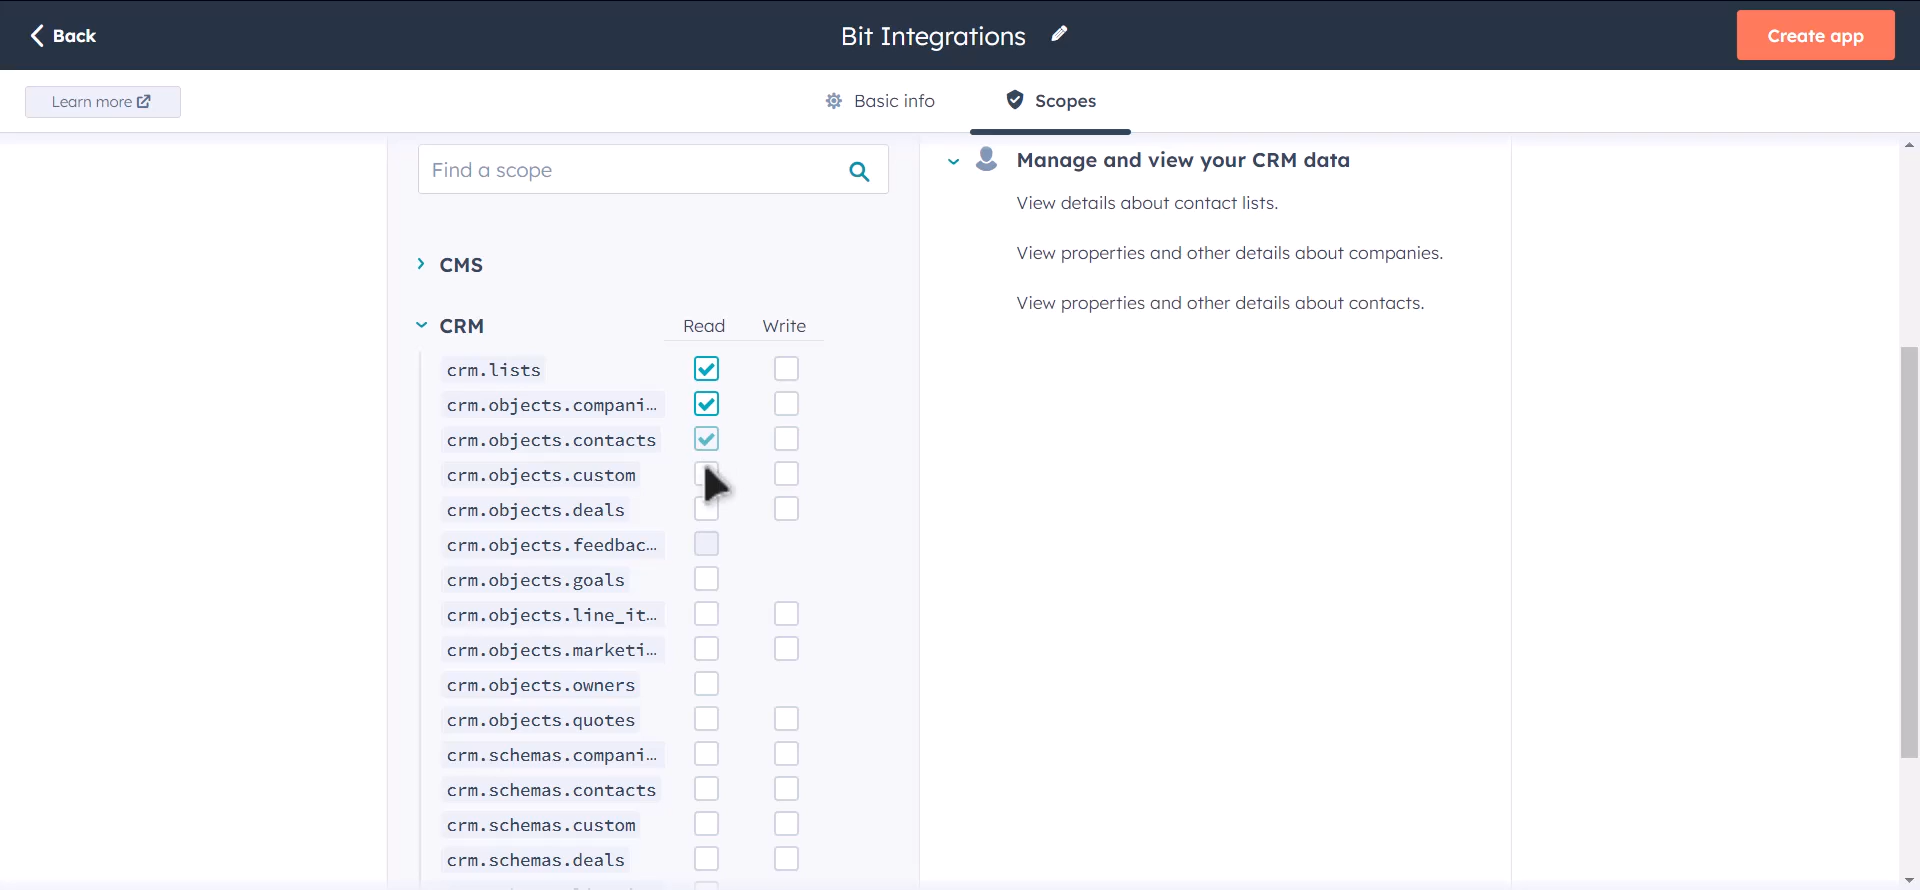 Back
Bit Integrations
Create app
Learn more
Basic info
Scopes
Find a scope
CMS
CRM Read Write
crm.lists
crm.objects.compani...
crm.objects.contacts
crm.objects.custom
crm.objects.deals
crm.objects.feedbac...
crm.objects.goals
crm.objects.line_it...
crm.objects.marketi...
crm.objects.owners
crm.objects.quotes
crm.schemas.compani...
crm.schemas.contacts
crm.schemas.custom
crm.schemas.deals
Manage and view your CRM data
View details about contact lists.
View properties and other details about companies.
View properties and other details about contacts.